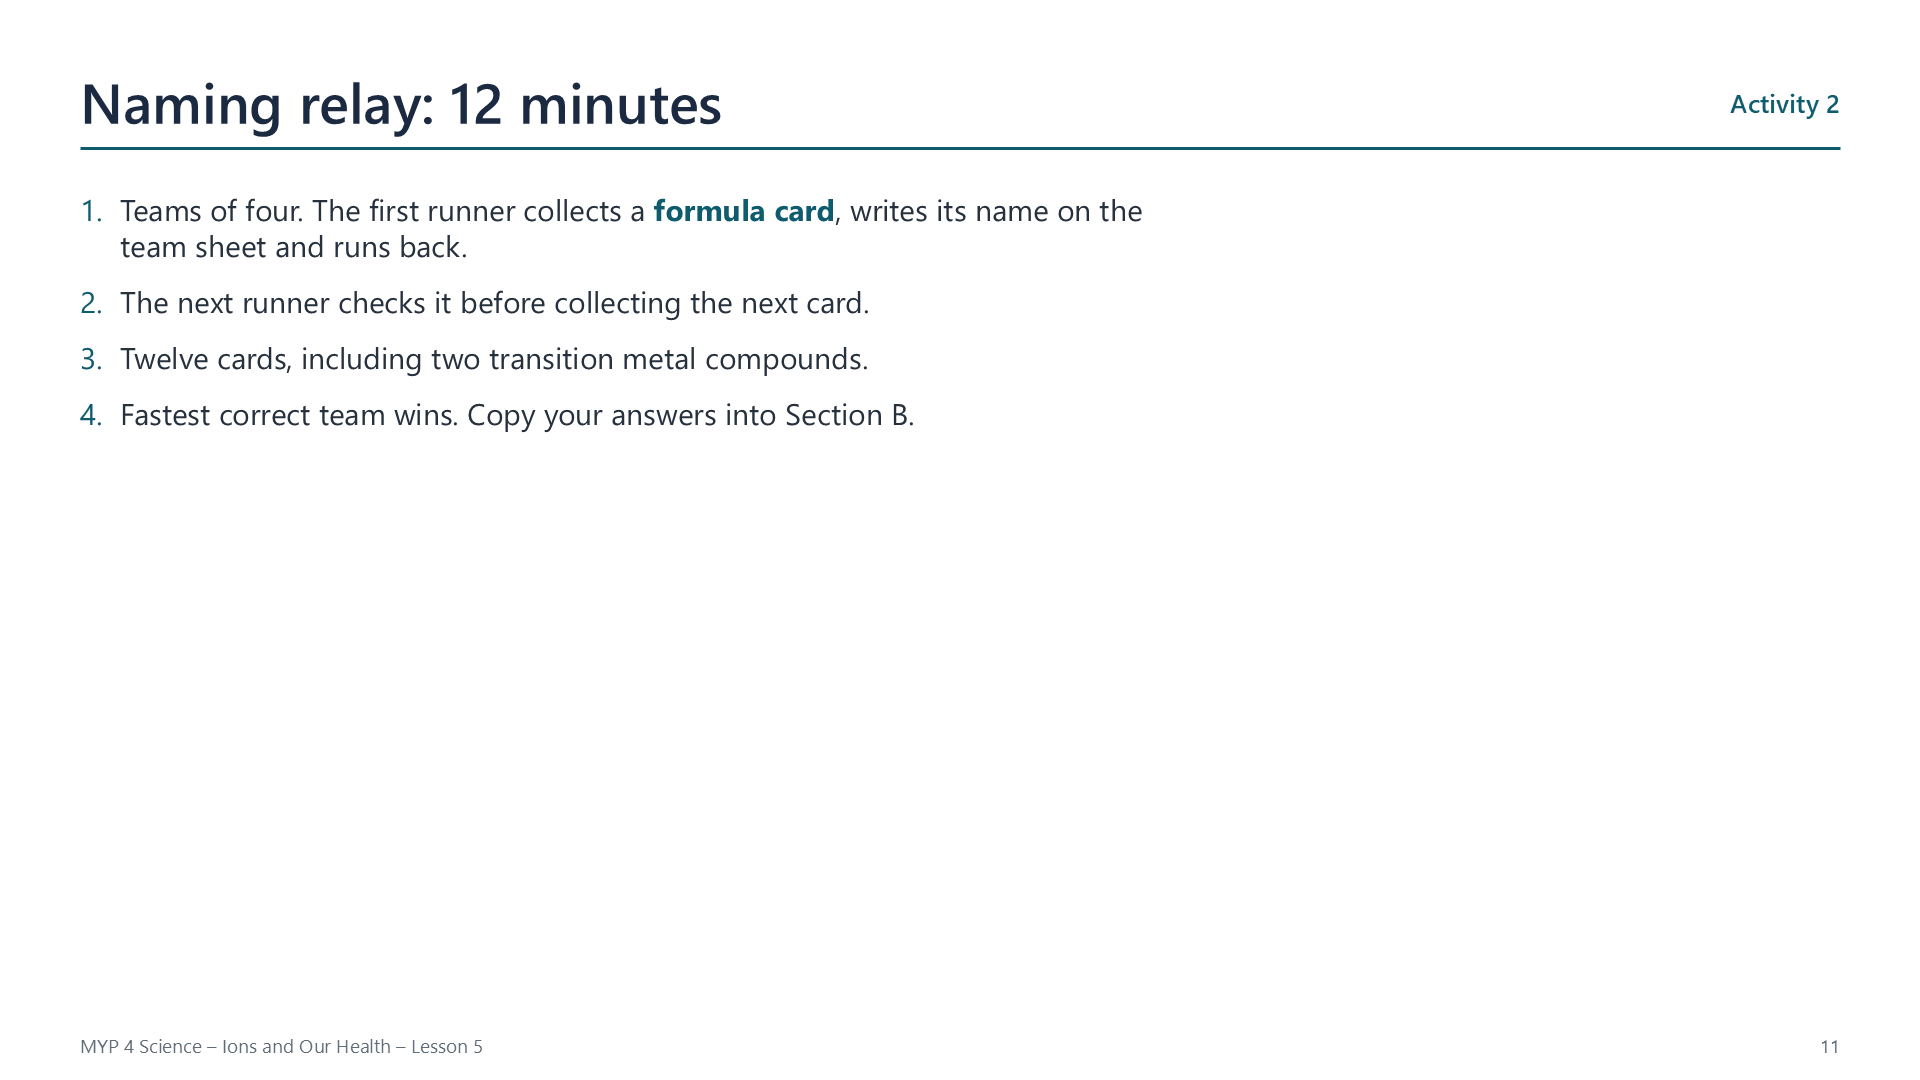 Naming relay: 12 minutes
Activity 2
1. Teams of four. The first runner collects a formula card, writes its name on the
team sheet and runs back.
2. The next runner checks it before collecting the next card.
3. Twelve cards, including two transition metal compounds.
4. Fastest correct team wins. Copy your answers into Section B.
MYP 4 Science – Ions and Our Health – Lesson 5
11